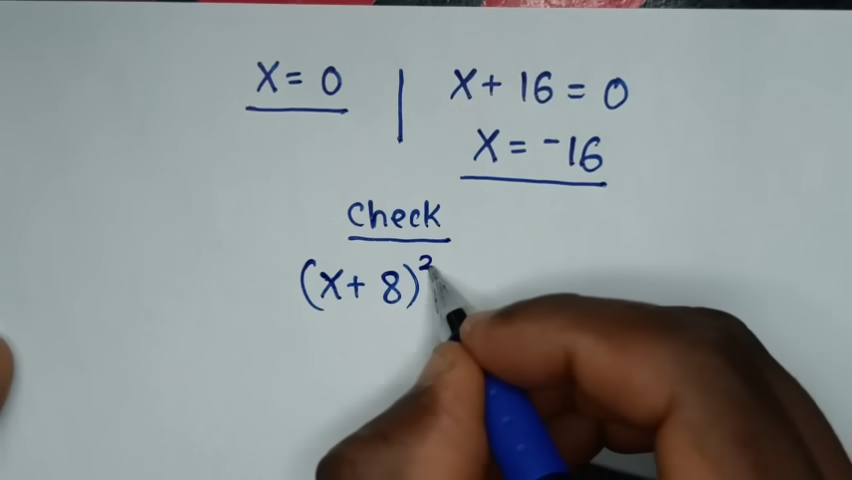 x = 0 | x + 16 = 0
x = -16
Check
(x + 8)²